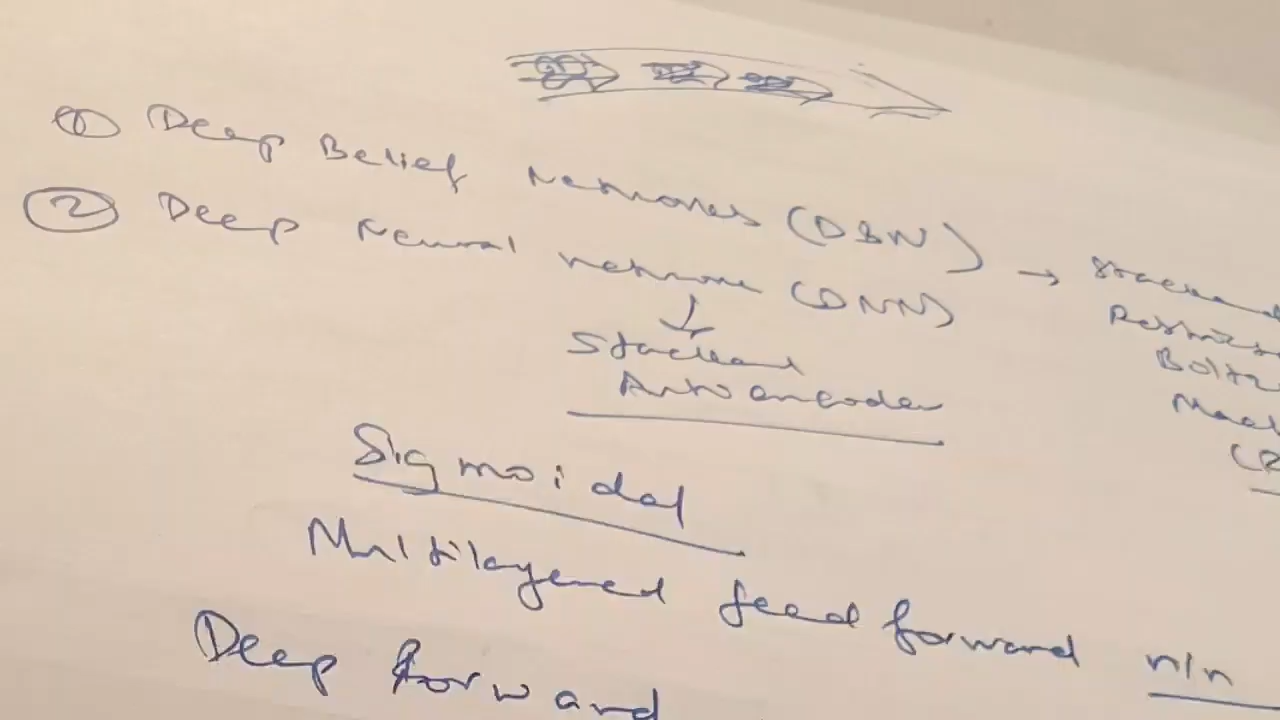 ① Deep Belief Networks (DBN) →
② Deep Neural Network (DNN)
↓
Stacked
Autoencoder
Sigmoidal
Multilayered feed forward n/n
Deep forward